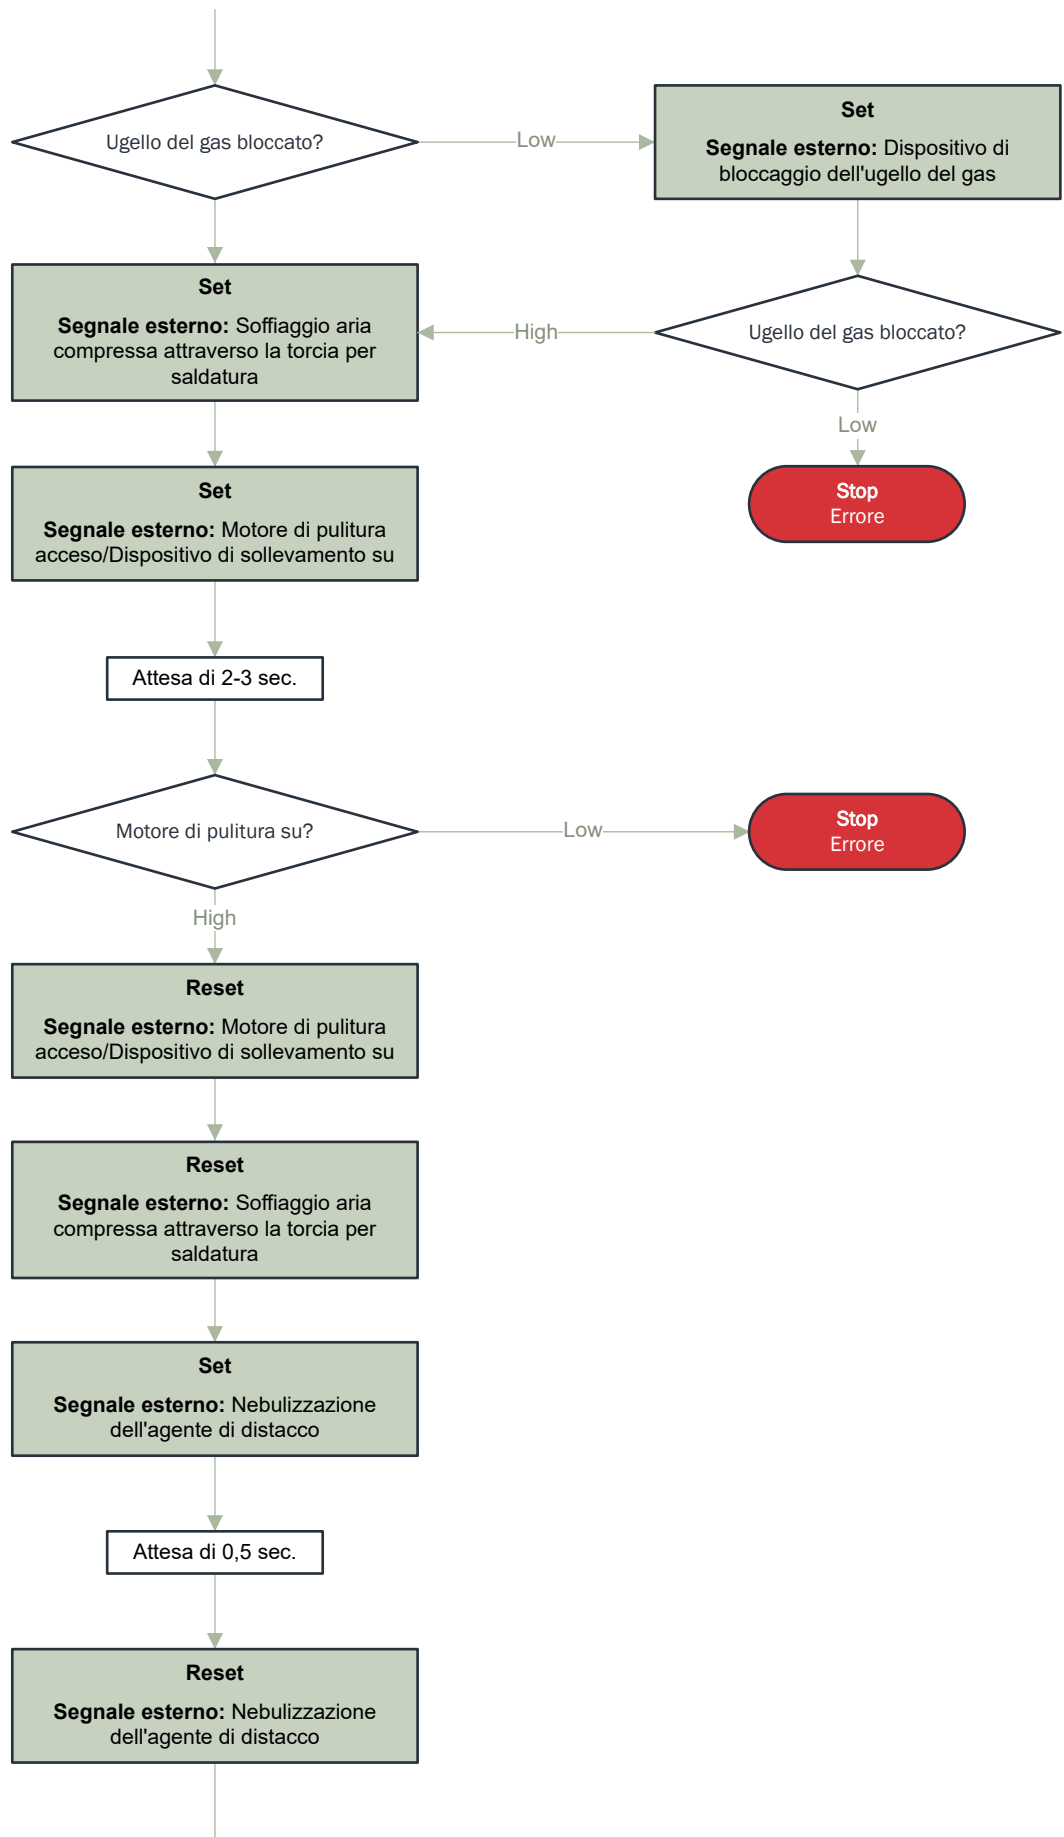 Ugello del gas bloccato?
Low
Set
Segnale esterno: Dispositivo di
bloccaggio dell'ugello del gas
Set
Segnale esterno: Soffiaggio aria
compressa attraverso la torcia per
saldatura
High
Ugello del gas bloccato?
Low
Stop
Errore
Set
Segnale esterno: Motore di pulitura
acceso/Dispositivo di sollevamento su
Attesa di 2-3 sec.
Motore di pulitura su?
Low
Stop
Errore
High
Reset
Segnale esterno: Motore di pulitura
acceso/Dispositivo di sollevamento su
Reset
Segnale esterno: Soffiaggio aria
compressa attraverso la torcia per
saldatura
Set
Segnale esterno: Nebulizzazione
dell'agente di distacco
Attesa di 0,5 sec.
Reset
Segnale esterno: Nebulizzazione
dell'agente di distacco